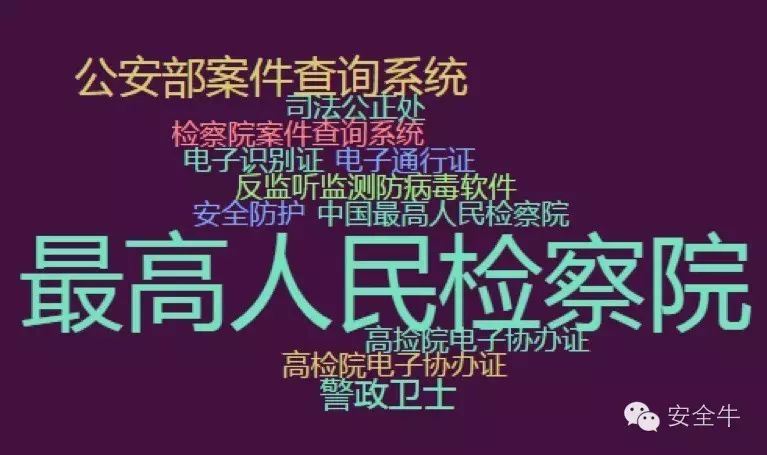 公安部案件查询系统
司法公正处
检察院案件查询系统
电子识别证 电子通行证
反监听监测防病毒软件
安全防护 中国最高人民检察院
最高人民检察院
高捡院电子协办证
高检院电子协办证
警政卫士
安全牛